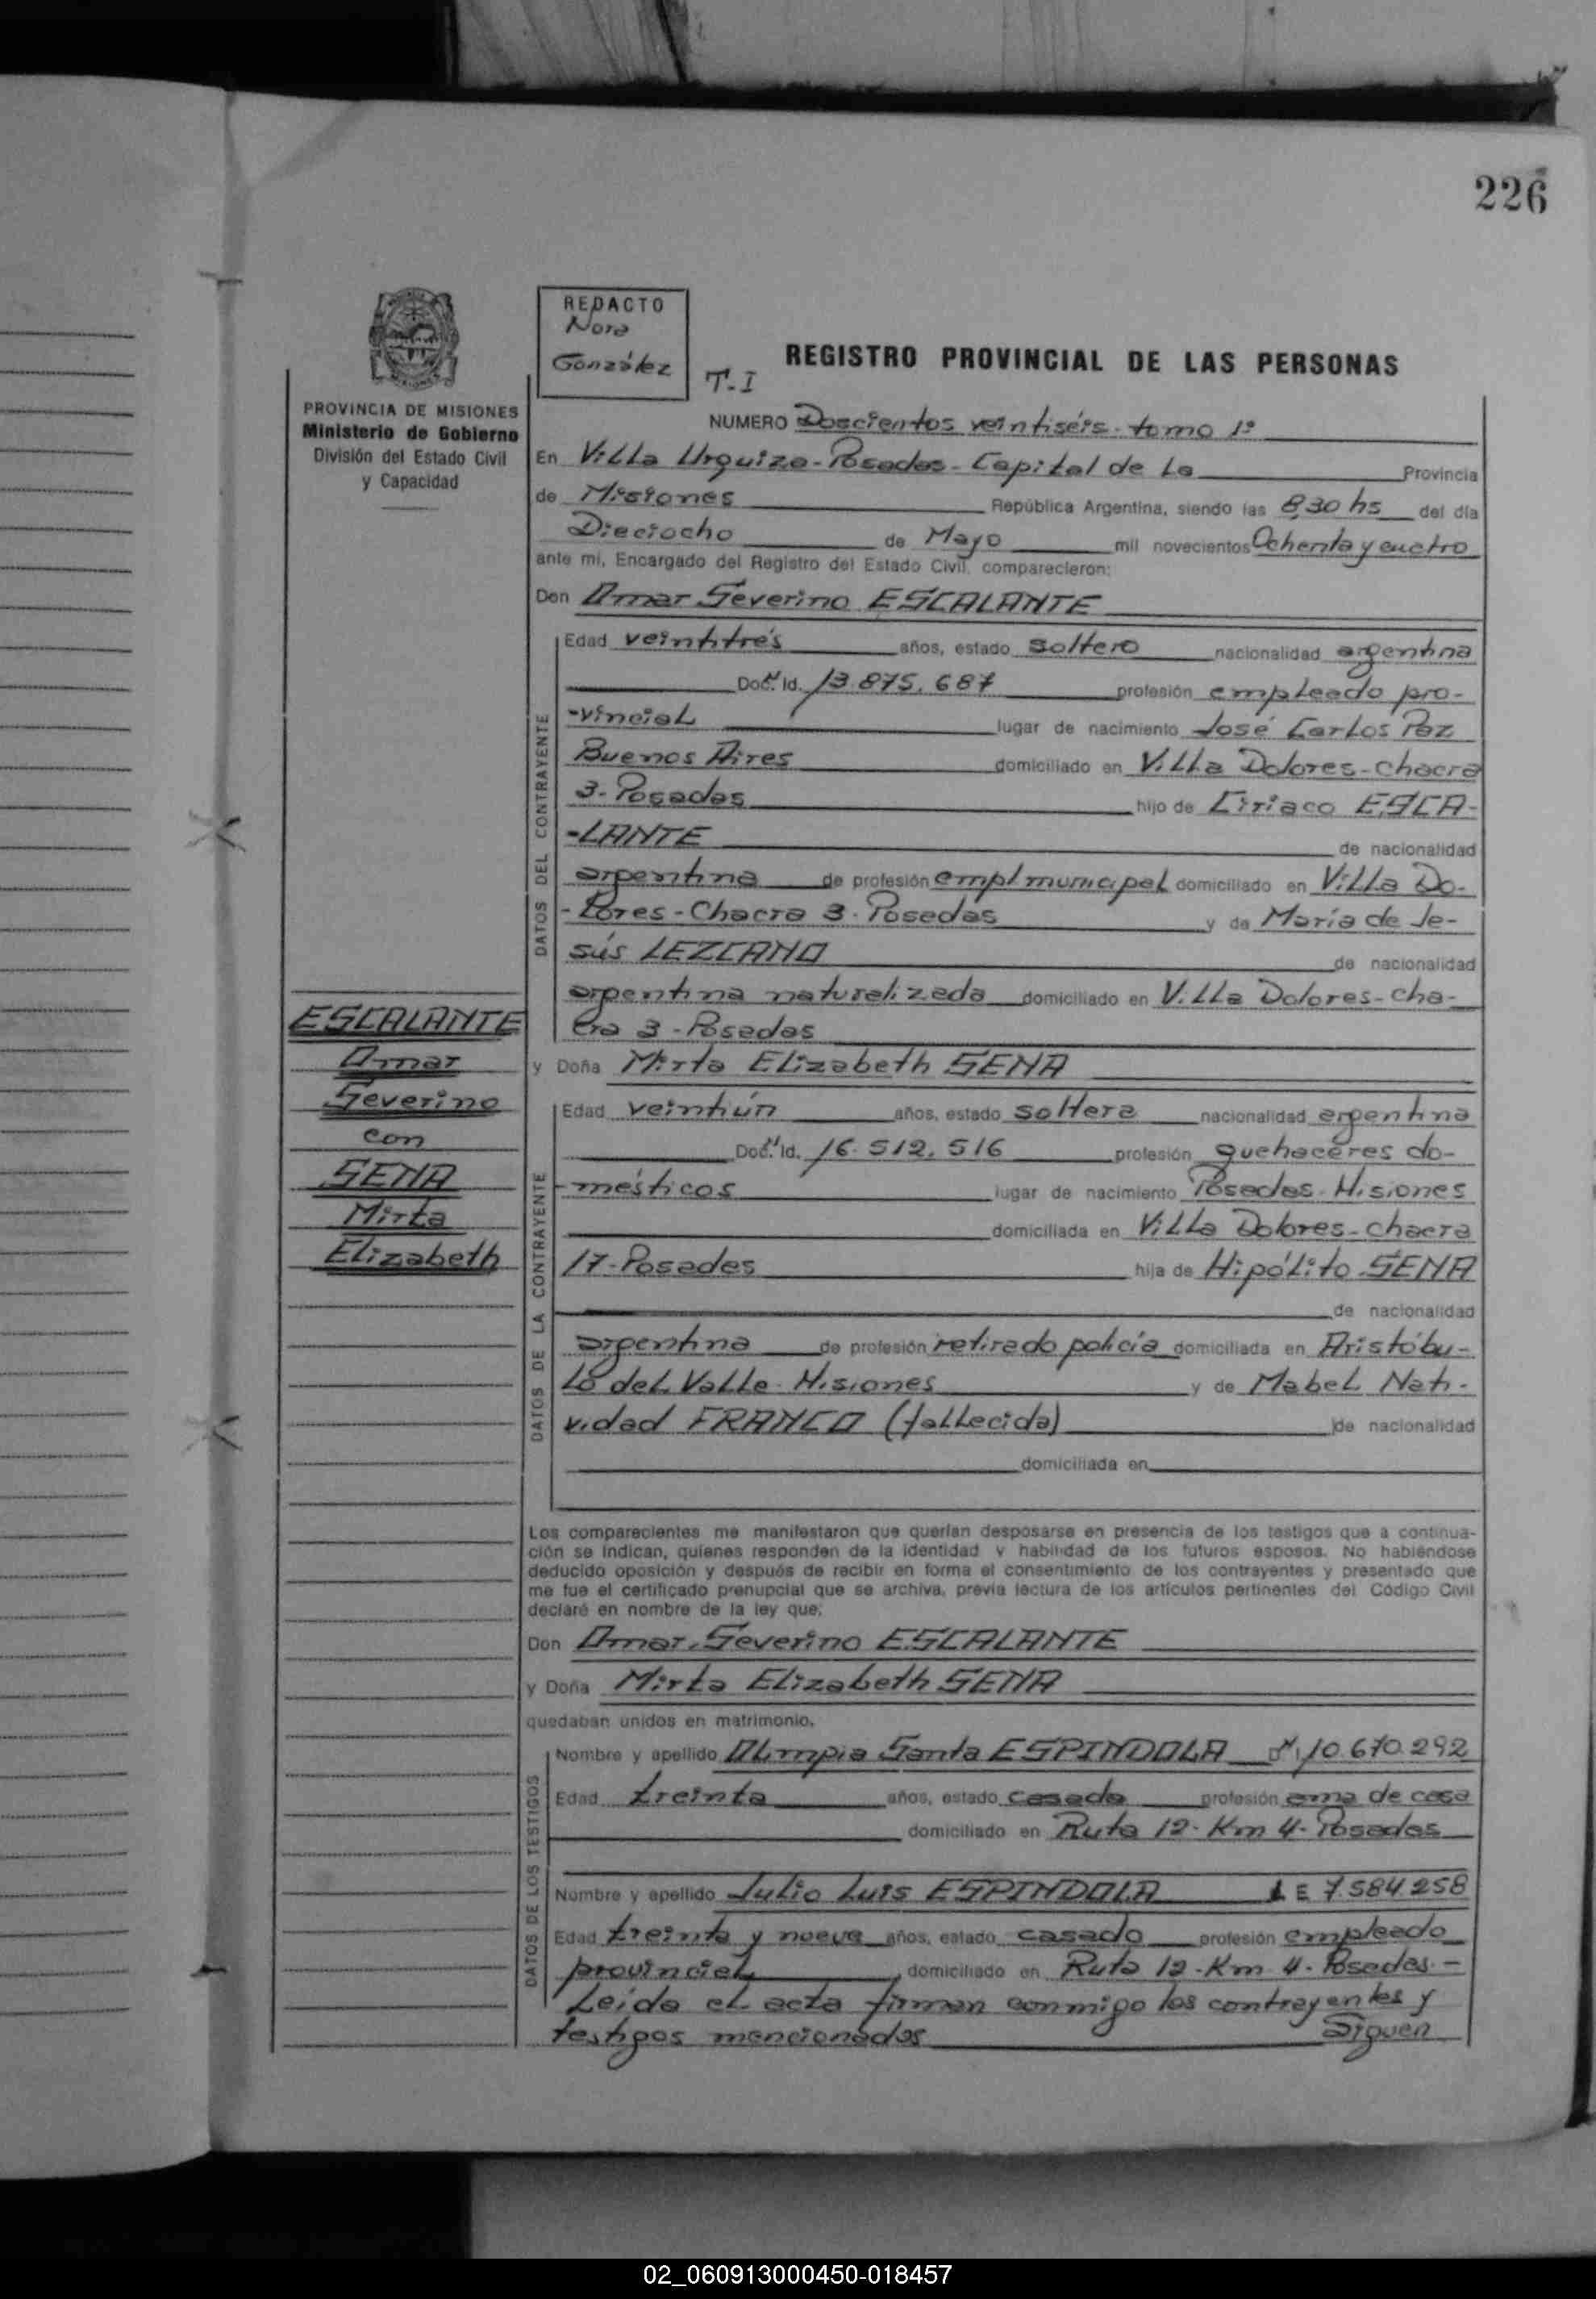 226
REDACTO
Nora
González
T-I
REGISTRO PROVINCIAL DE LAS PERSONAS
PROVINCIA DE MISIONES
Ministerio de Gobierno
División del Estado Civil
y Capacidad
NUMERO Doscientos veintiséis - tomo 1º
En Villa Urquiza - Posadas - Capital de La Provincia
de Misiones República Argentina, siendo las 8,30 hs del día
Dieciocho de Mayo mil novecientos Ochenta y cuatro
ante mí, Encargado del Registro del Estado Civil, comparecieron:
Don Omar Severino ESCALANTE
DATOS DEL CONTRAYENTE
Edad veintitrés años, estado soltero nacionalidad argentina
Doc. Id. 13.875.687 profesión empleado pro-
-vincial lugar de nacimiento José Carlos Paz
Buenos Aires domiciliado en Villa Dolores - chacra
3 - Posadas hijo de Ciriaco ESCA-
-LANTE de nacionalidad
argentina de profesión empl municipal domiciliado en Villa Do-
-lores - Chacra 3 - Posadas y de María de Je-
sús LEZCANO de nacionalidad
argentina naturalizada domiciliado en Villa Dolores - cha-
cra 3 - Posadas
y Doña Mirta Elizabeth SENA
ESCALANTE
Omar
Severino
con
SENA
Mirta
Elizabeth
DATOS DE LA CONTRAYENTE
Edad veintiún años, estado soltera nacionalidad argentina
Doc. Id. 16.512.516 profesión quehaceres do-
-mésticos lugar de nacimiento Posadas - Misiones
domiciliada en Villa Dolores - chacra
17 - Posadas hija de Hipólito SENA
de nacionalidad
argentina de profesión retirado policía domiciliada en Aristóbu-
lo del Valle - Misiones y de Mabel Nati-
vidad FRANCO (fallecida) de nacionalidad
domiciliada en
Los comparecientes me manifestaron que querían desposarse en presencia de los testigos que a continua-
ción se indican, quienes responden de la identidad y habilidad de los futuros esposos. No habiéndose
deducido oposición y después de recibir en forma el consentimiento de los contrayentes y presentado que
me fue el certificado prenupcial que se archiva, previa lectura de los artículos pertinentes del Código Civil
declaré en nombre de la ley que:
Don Omar Severino ESCALANTE
y Doña Mirta Elizabeth SENA
quedaban unidos en matrimonio.
DATOS DE LOS TESTIGOS
Nombre y apellido Olimpia Santa ESPINDOLA 10.670.292
Edad treinta años, estado casada profesión ama de casa
domiciliado en Ruta 12 - Km 4 - Posadas
Nombre y apellido Julio Luis ESPINDOLA L E 7.584.258
Edad treinta y nueve años, estado casado profesión empleado
provincial domiciliado en Ruta 12 - Km 4 - Posadas. -
Leída el acta firman conmigo los contrayentes y
testigos mencionados Siguen
02_060913000450-018457